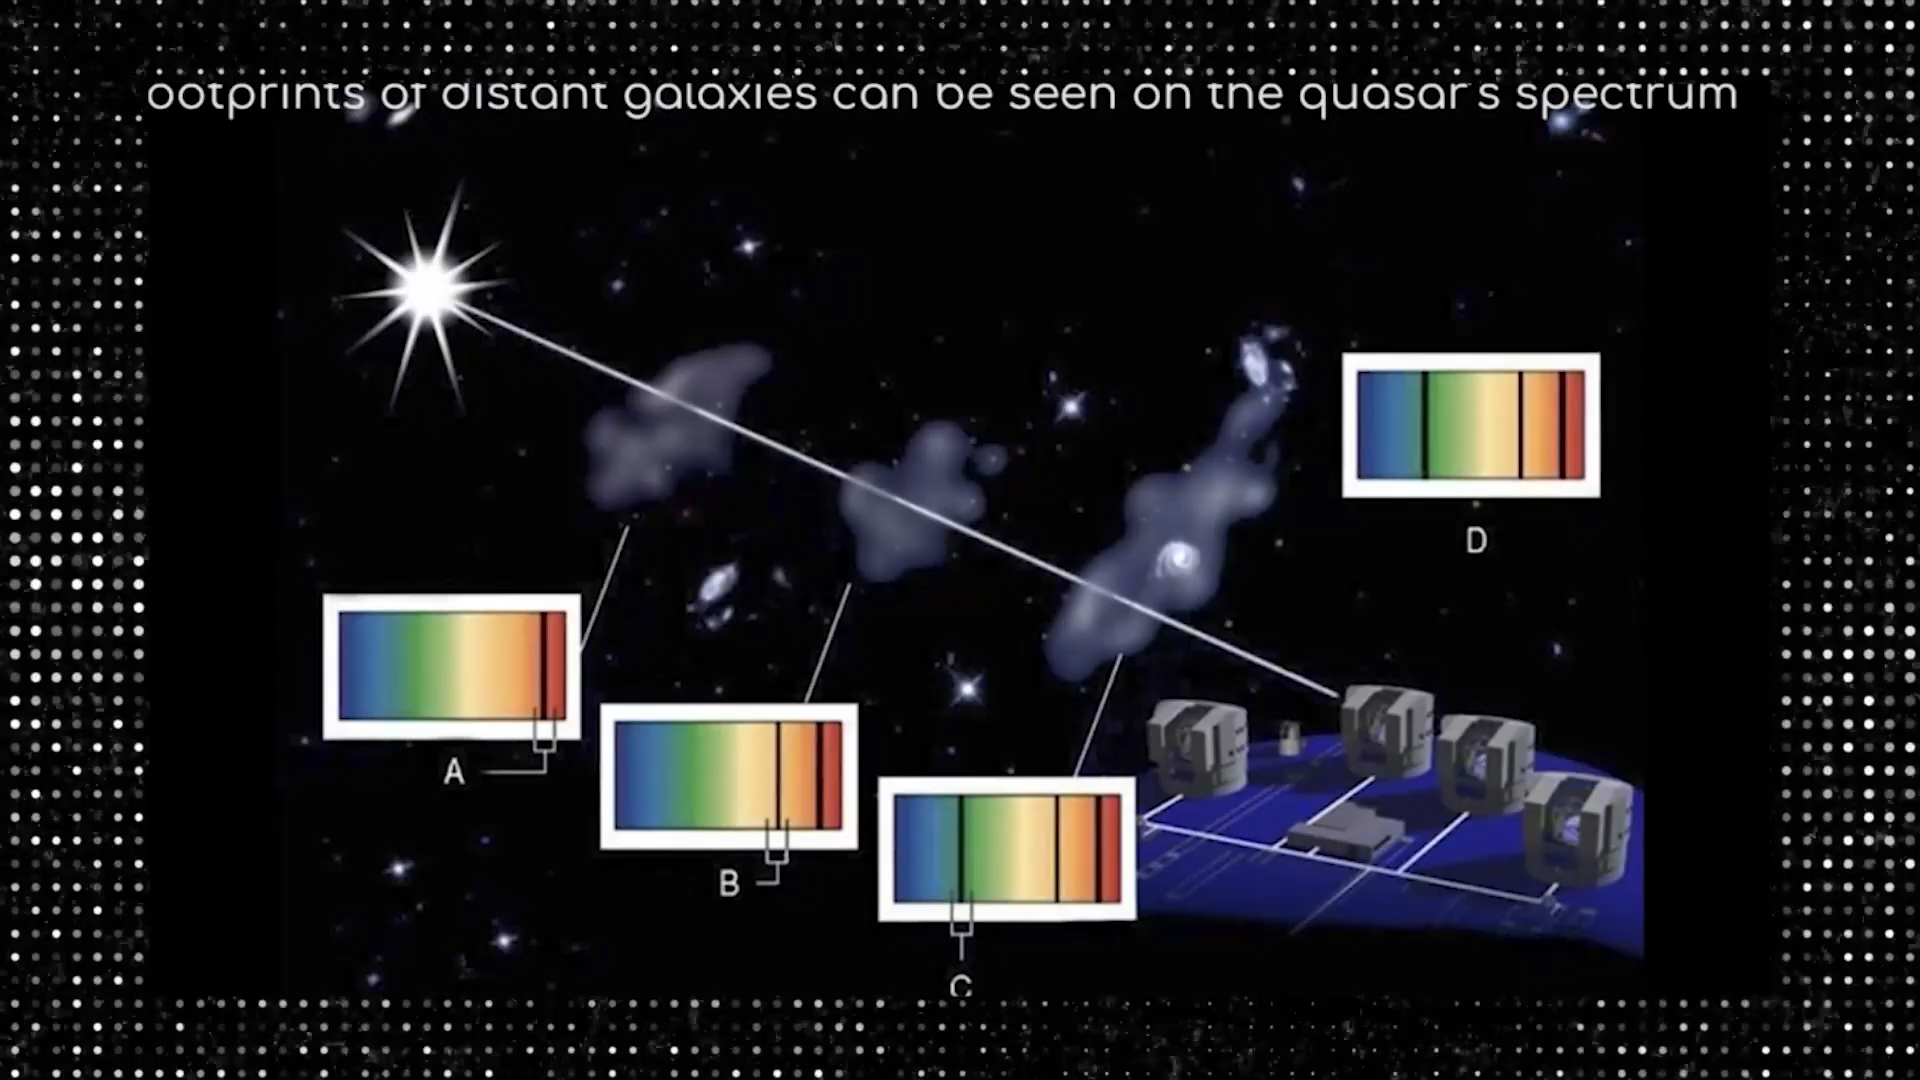 ootprints of distant galaxies can be seen on the quasar's spectrum
D
A
B
C